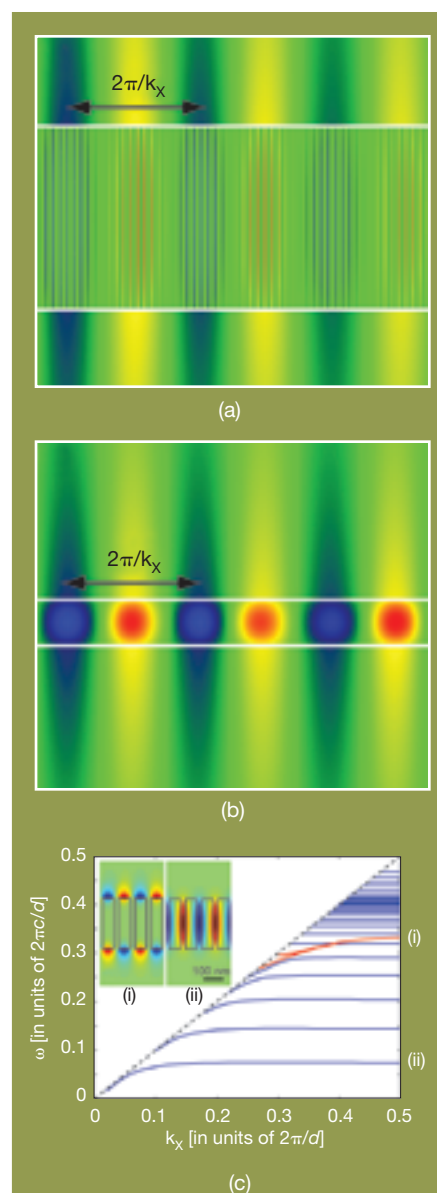 2π/kX
(a)
2π/kX
(b)
ω [in units of 2πc/d]
0.5
0.4
0.3
0.2
0.1
0
(i)
(ii)
100 nm
(i)
(ii)
0
0.1
0.2
0.3
0.4
0.5
kX [in units of 2π/d]
(c)